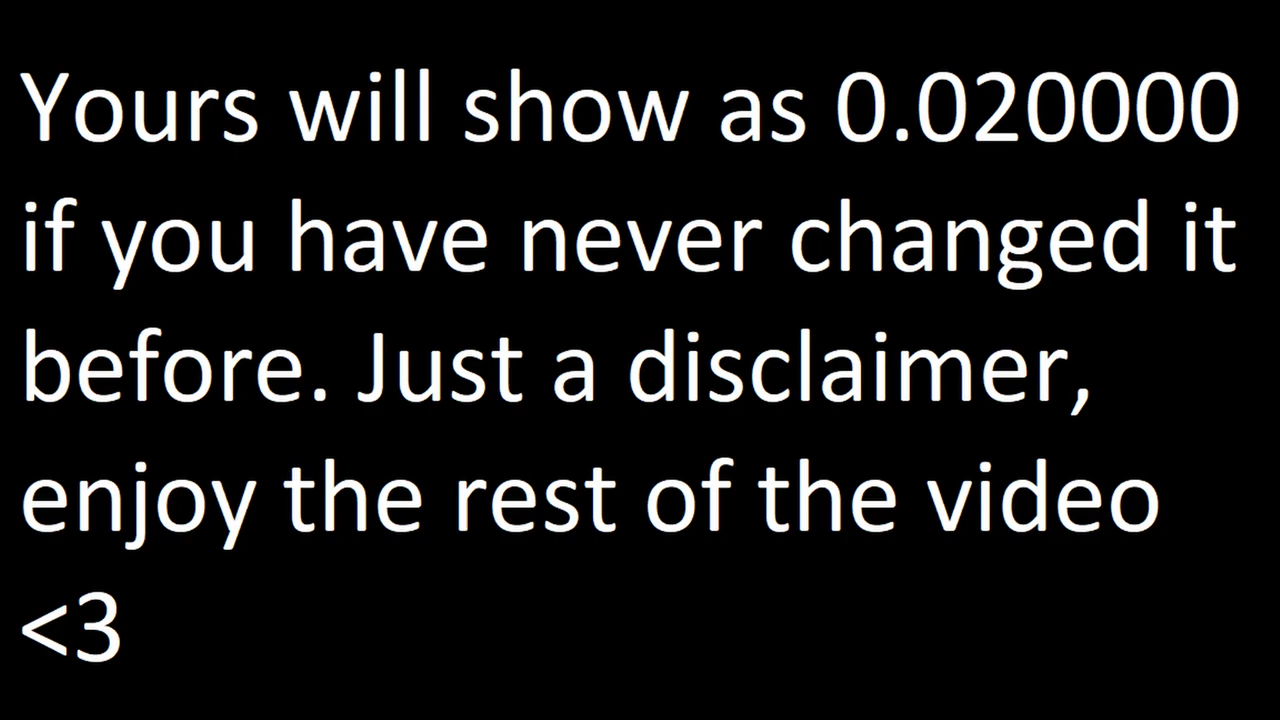 Yours will show as 0.020000
if you have never changed it
before. Just a disclaimer,
enjoy the rest of the video
<3